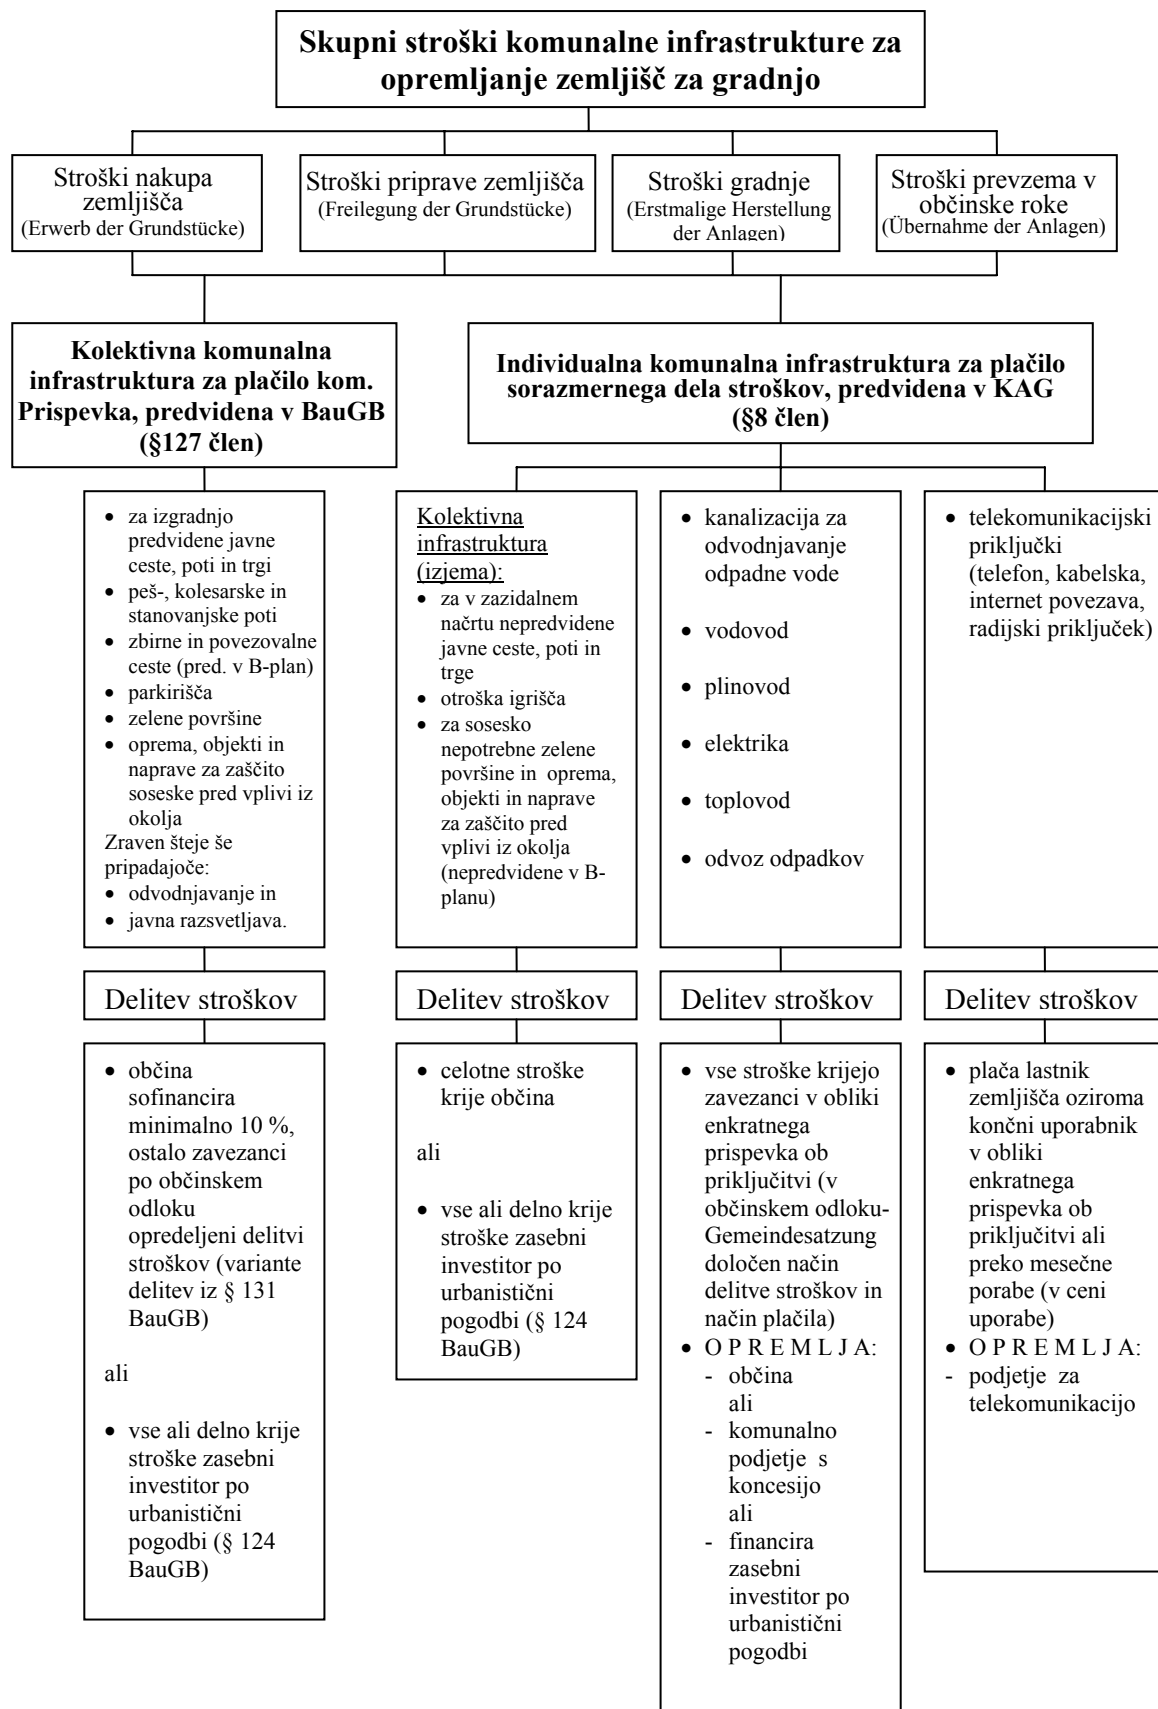 Skupni stroški komunalne infrastrukture za
opremljanje zemljišč za gradnjo
Stroški nakupa
zemljišča
(Erwerb der Grundstücke)
Stroški priprave zemljišča
(Freilegung der Grundstücke)
Stroški gradnje
(Erstmalige Herstellung
der Anlagen)
Stroški prevzema v
občinske roke
(Übernahme der Anlagen)
Kolektivna komunalna
infrastruktura za plačilo kom.
Prispevka, predvidena v BauGB
(§127 člen)
Individualna komunalna infrastruktura za plačilo
sorazmernega dela stroškov, predvidena v KAG
(§8 člen)
• za izgradnjo
predvidene javne
ceste, poti in trgi
• peš-, kolesarske in
stanovanjske poti
• zbirne in povezovalne
ceste (pred. v B-plan)
• parkirišča
• zelene površine
• oprema, objekti in
naprave za zaščito
soseske pred vplivi iz
okolja
Zraven šteje še
pripadajoče:
• odvodnjavanje in
• javna razsvetljava.
Kolektivna
infrastruktura
(izjema):
• za v zazidalnem
načrtu nepredvidene
javne ceste, poti in
trge
• otroška igrišča
• za sosesko
nepotrebne zelene
površine in oprema,
objekti in naprave
za zaščito pred
vplivi iz okolja
(nepredvidene v B-
planu)
• kanalizacija za
odvodnjavanje
odpadne vode
• vodovod
• plinovod
• elektrika
• toplovod
• odvoz odpadkov
• telekomunikacijski
priključki
(telefon, kabelska,
internet povezava,
radijski priključek)
Delitev stroškov
Delitev stroškov
Delitev stroškov
Delitev stroškov
• občina
sofinancira
minimalno 10 %,
ostalo zavezanci
po občinskem
odloku
opredeljeni delitvi
stroškov (variante
delitev iz § 131
BauGB)
ali
• vse ali delno krije
stroške zasebni
investitor po
urbanistični
pogodbi (§ 124
BauGB)
• celotne stroške
krije občina
ali
• vse ali delno krije
stroške zasebni
investitor po
urbanistični
pogodbi (§ 124
BauGB)
• vse stroške krijejo
zavezanci v obliki
enkratnega
prispevka ob
priključitvi (v
občinskem odloku-
Gemeindesatzung
določen način
delitve stroškov in
način plačila)
• O P R E M L J A:
- občina
ali
- komunalno
podjetje s
koncesijo
ali
- financira
zasebni
investitor po
urbanistični
pogodbi
• plača lastnik
zemljišča oziroma
končni uporabnik
v obliki
enkratnega
prispevka ob
priključitvi ali
preko mesečne
porabe (v ceni
uporabe)
• O P R E M L J A:
- podjetje za
telekomunikacijo